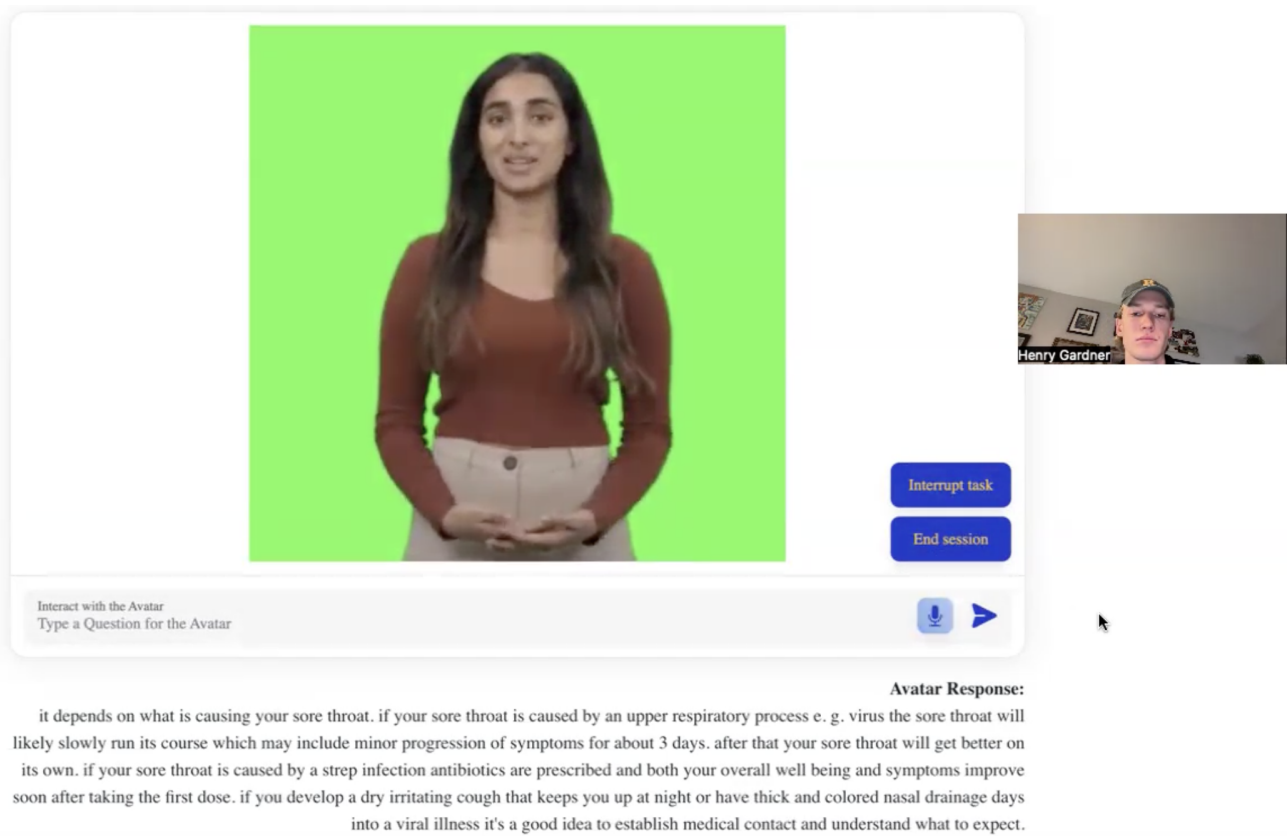 Henry Gardner
Interrupt task
End session
Interact with the Avatar
Type a Question for the Avatar
Avatar Response:
it depends on what is causing your sore throat. if your sore throat is caused by an upper respiratory process e. g. virus the sore throat will
likely slowly run its course which may include minor progression of symptoms for about 3 days. after that your sore throat will get better on
its own. if your sore throat is caused by a strep infection antibiotics are prescribed and both your overall well being and symptoms improve
soon after taking the first dose. if you develop a dry irritating cough that keeps you up at night or have thick and colored nasal drainage days
into a viral illness it's a good idea to establish medical contact and understand what to expect.